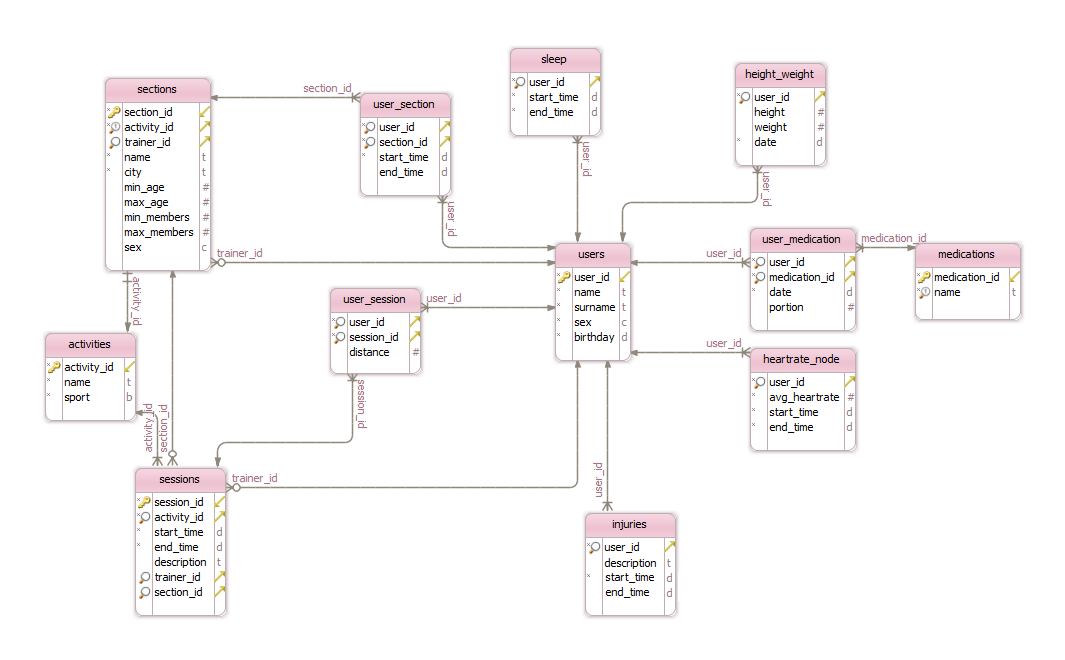 sleep
user_id
start_time d
end_time d
height_weight
user_id
height #
weight #
date d
sections
section_id
activity_id
trainer_id
name t
city t
min_age #
max_age #
min_members #
max_members #
sex c
section_id
user_section
user_id
section_id
start_time d
end_time d
user_id
user_id
user_id
trainer_id
users
user_id
name t
surname t
sex c
birthday d
user_id
user_medication
user_id
medication_id
date d
portion #
medication_id
medications
medication_id
name t
activity_id
user_session
user_id
session_id
distance #
user_id
user_id
heartrate_node
user_id
avg_heartrate #
start_time d
end_time d
activities
activity_id
name t
sport b
activity_id
section_id
session_id
sessions
session_id
activity_id
start_time d
end_time d
description t
trainer_id
section_id
trainer_id
user_id
injuries
user_id
description t
start_time d
end_time d